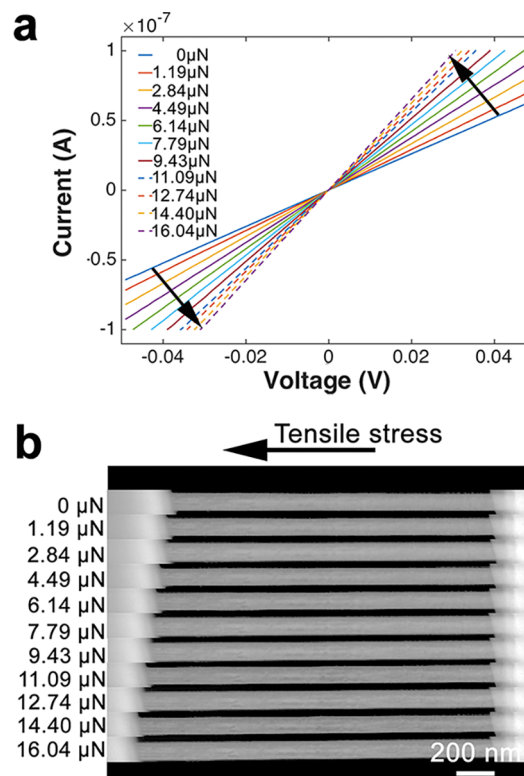 a
×10⁻⁷
1
0.5
0
-0.5
-1
Current (A)
0µN
1.19µN
2.84µN
4.49µN
6.14µN
7.79µN
9.43µN
11.09µN
12.74µN
14.40µN
16.04µN
-0.04 -0.02 0 0.02 0.04
Voltage (V)
b
Tensile stress
0 µN
1.19 µN
2.84 µN
4.49 µN
6.14 µN
7.79 µN
9.43 µN
11.09 µN
12.74 µN
14.40 µN
16.04 µN
200 nm